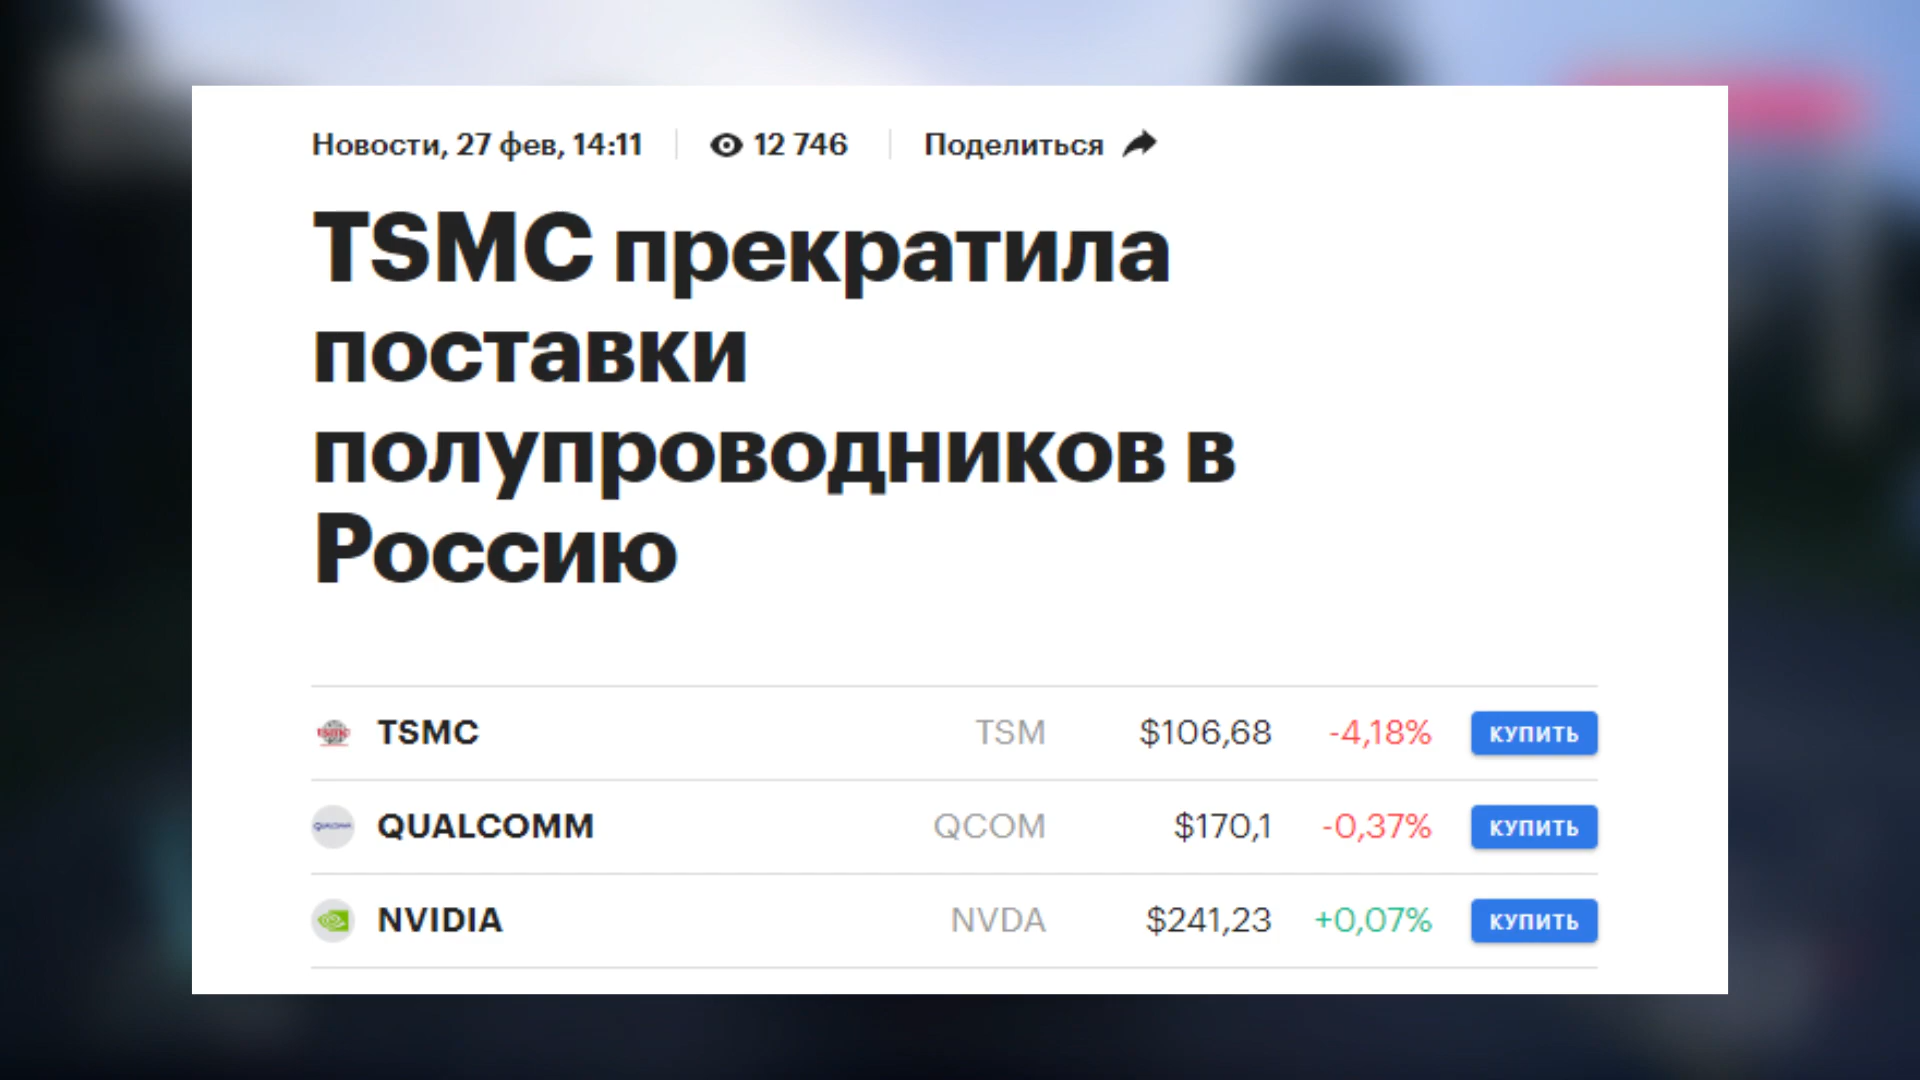 Новости, 27 фев, 14:11 12 746 Поделиться
TSMC прекратила
поставки
полупроводников в
Россию
TSMC TSM $106,68 -4,18% КУПИТЬ
QUALCOMM QCOM $170,1 -0,37% КУПИТЬ
NVIDIA NVDA $241,23 +0,07% КУПИТЬ